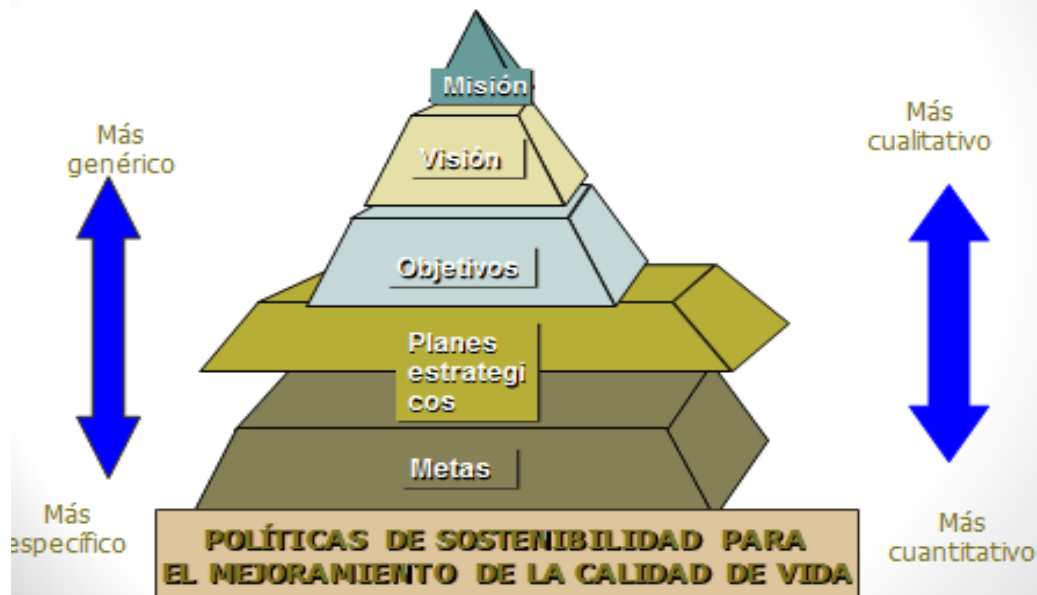 Misión
Más
genérico
Más
cualitativo
Visión
Objetivos
Planes
estrategi
cos
Metas
Más
específico
Más
cuantitativo
POLÍTICAS DE SOSTENIBILIDAD PARA
EL MEJORAMIENTO DE LA CALIDAD DE VIDA